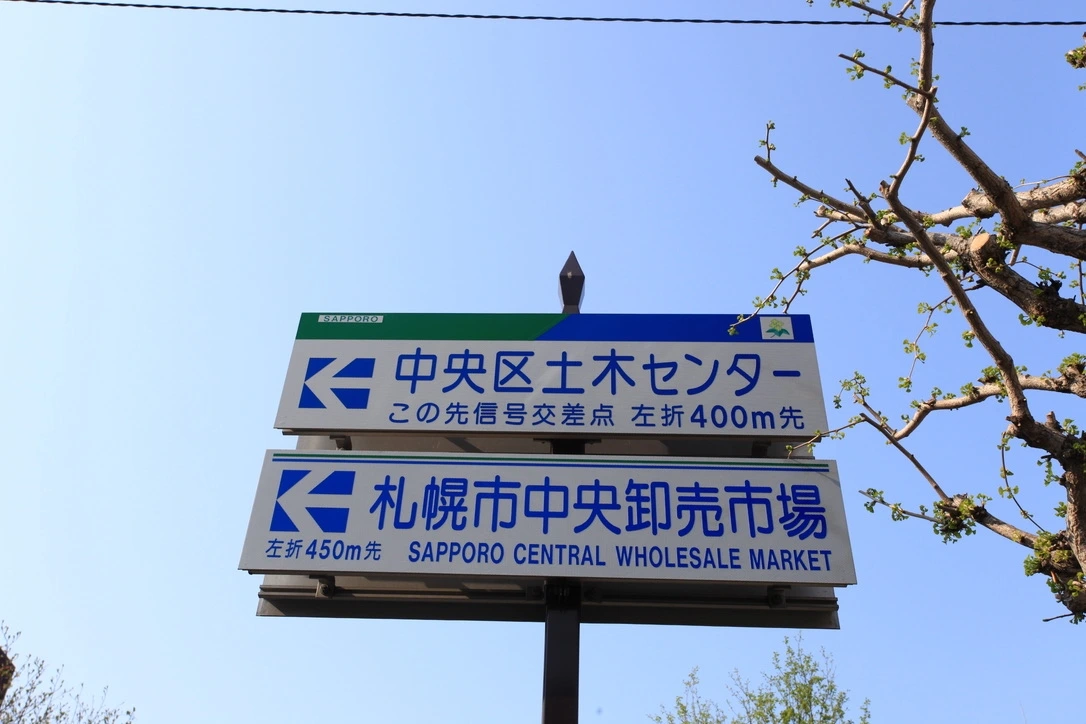 SAPPORO
中央区土木センター
この先信号交差点 左折400m先
札幌市中央卸売市場
左折450m先 SAPPORO CENTRAL WHOLESALE MARKET